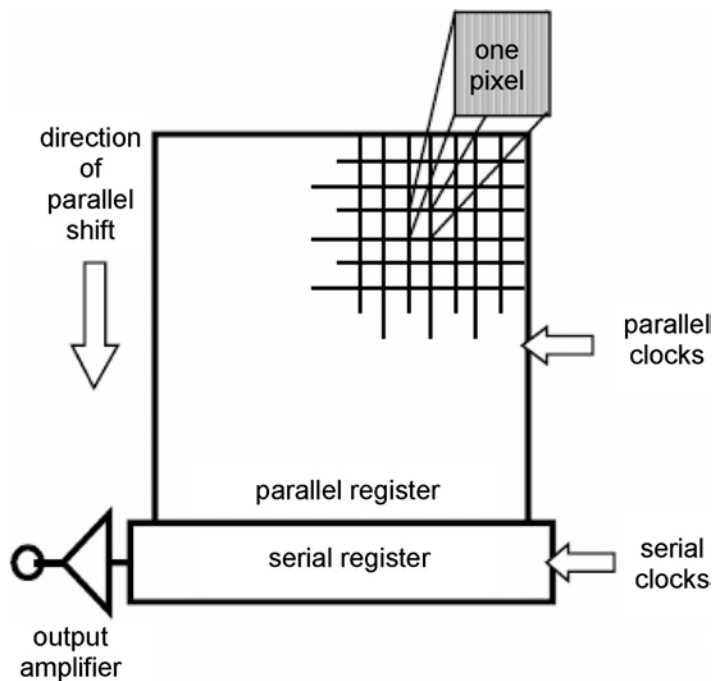 one
pixel
direction
of
parallel
shift
parallel
clocks
parallel register
serial register
serial
clocks
output
amplifier